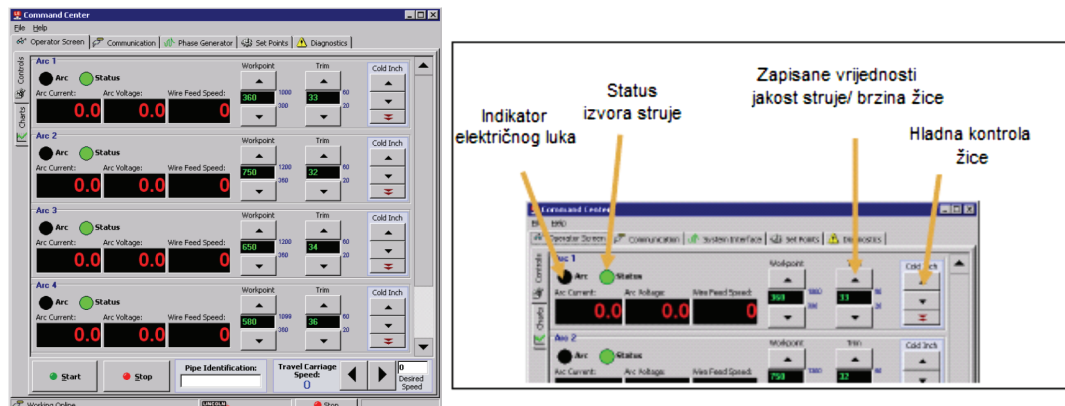 Command Center
File Help
Operator Screen Communication Phase Generator Set Points Diagnostics
Controls
Charts
Arc 1
Workpoint Trim Cold Inch
Arc Status
360 1000 300 33 60 20
Arc Current: Arc Voltage: Wire Feed Speed:
0.0 0.0 0
Arc 2
Workpoint Trim Cold Inch
Arc Status
750 1200 360 32 60 20
Arc Current: Arc Voltage: Wire Feed Speed:
0.0 0.0 0
Arc 3
Workpoint Trim Cold Inch
Arc Status
650 1200 360 34 60 20
Arc Current: Arc Voltage: Wire Feed Speed:
0.0 0.0 0
Arc 4
Workpoint Trim Cold Inch
Arc Status
580 1099 360 36 60 20
Arc Current: Arc Voltage: Wire Feed Speed:
0.0 0.0 0
Start Stop
Pipe Identification:
Travel Carriage
Speed:
0
0
Desired
Speed
Working Online LINCOLN Stop
Indikator
električnog luka
Status
izvora struje
Zapisane vrijednosti
jakost struje/ brzina žice
Hladna kontrola
žice
Command Center
Help
Operator Screen Communication System Interface Set Points Diagnostics
Controls
Charts
Arc 1
Workpoint Trim Cold Inch
Arc Status
360 33
Arc Current: Arc Voltage: Wire Feed Speed:
0.0 0.0 0
Arc 2
Workpoint Trim Cold Inch
Arc Status
750 32
Arc Current: Arc Voltage: Wire Feed Speed: